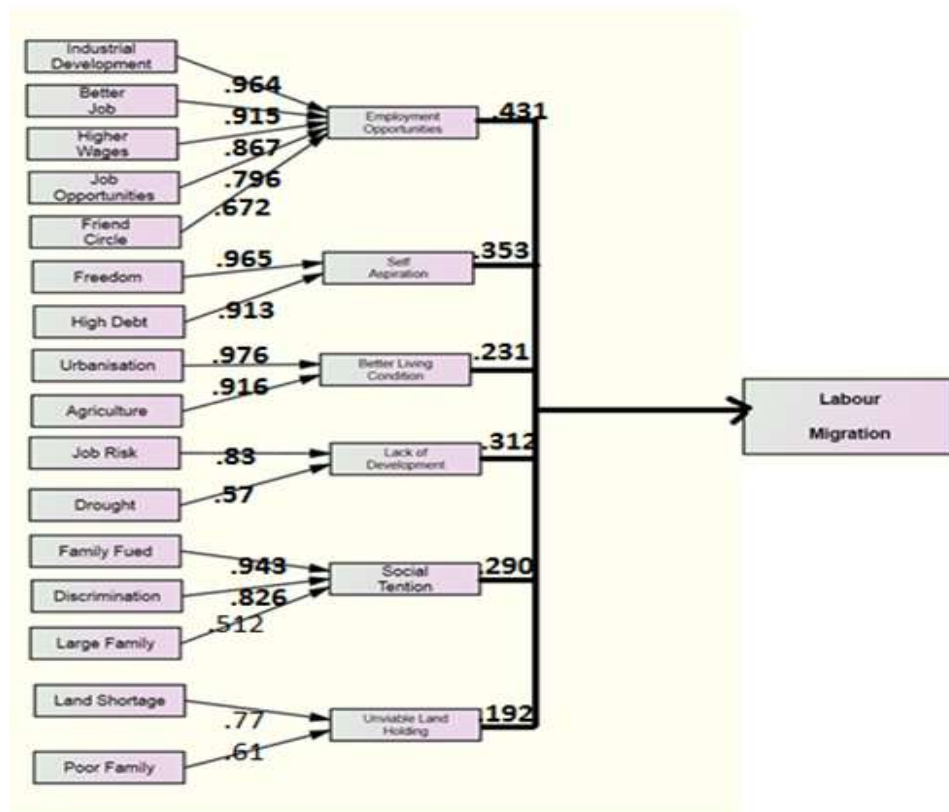 Industrial
Development
Better
Job
Higher
Wages
Job
Opportunities
Friend
Circle
Freedom
High Debt
Urbanisation
Agriculture
Job Risk
Drought
Family Fued
Discrimination
Large Family
Land Shortage
Poor Family
.964
.915
.867
.796
.672
.965
.913
.976
.916
.83
.57
.943
.826
.512
.77
.61
Employment
Opportunities
Self
Aspiration
Better Living
Condition
Lack of
Development
Social
Tention
Unviable Land
Holding
.431
.353
.231
.312
.290
.192
Labour
Migration